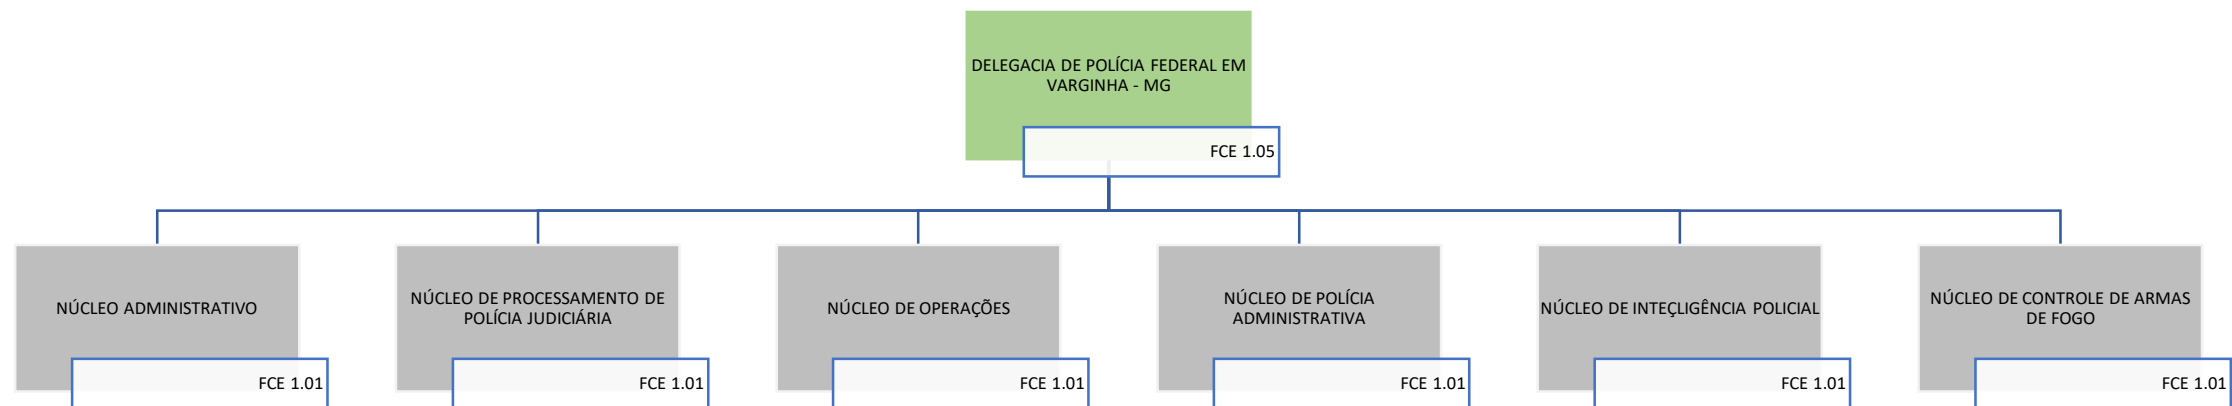 DELEGACIA DE POLÍCIA FEDERAL EM
VARGINHA - MG
FCE 1.05
NÚCLEO ADMINISTRATIVO
FCE 1.01
NÚCLEO DE PROCESSAMENTO DE
POLÍCIA JUDICIÁRIA
FCE 1.01
NÚCLEO DE OPERAÇÕES
FCE 1.01
NÚCLEO DE POLÍCIA
ADMINISTRATIVA
FCE 1.01
NÚCLEO DE INTEÇLIGÊNCIA POLICIAL
FCE 1.01
NÚCLEO DE CONTROLE DE ARMAS
DE FOGO
FCE 1.01